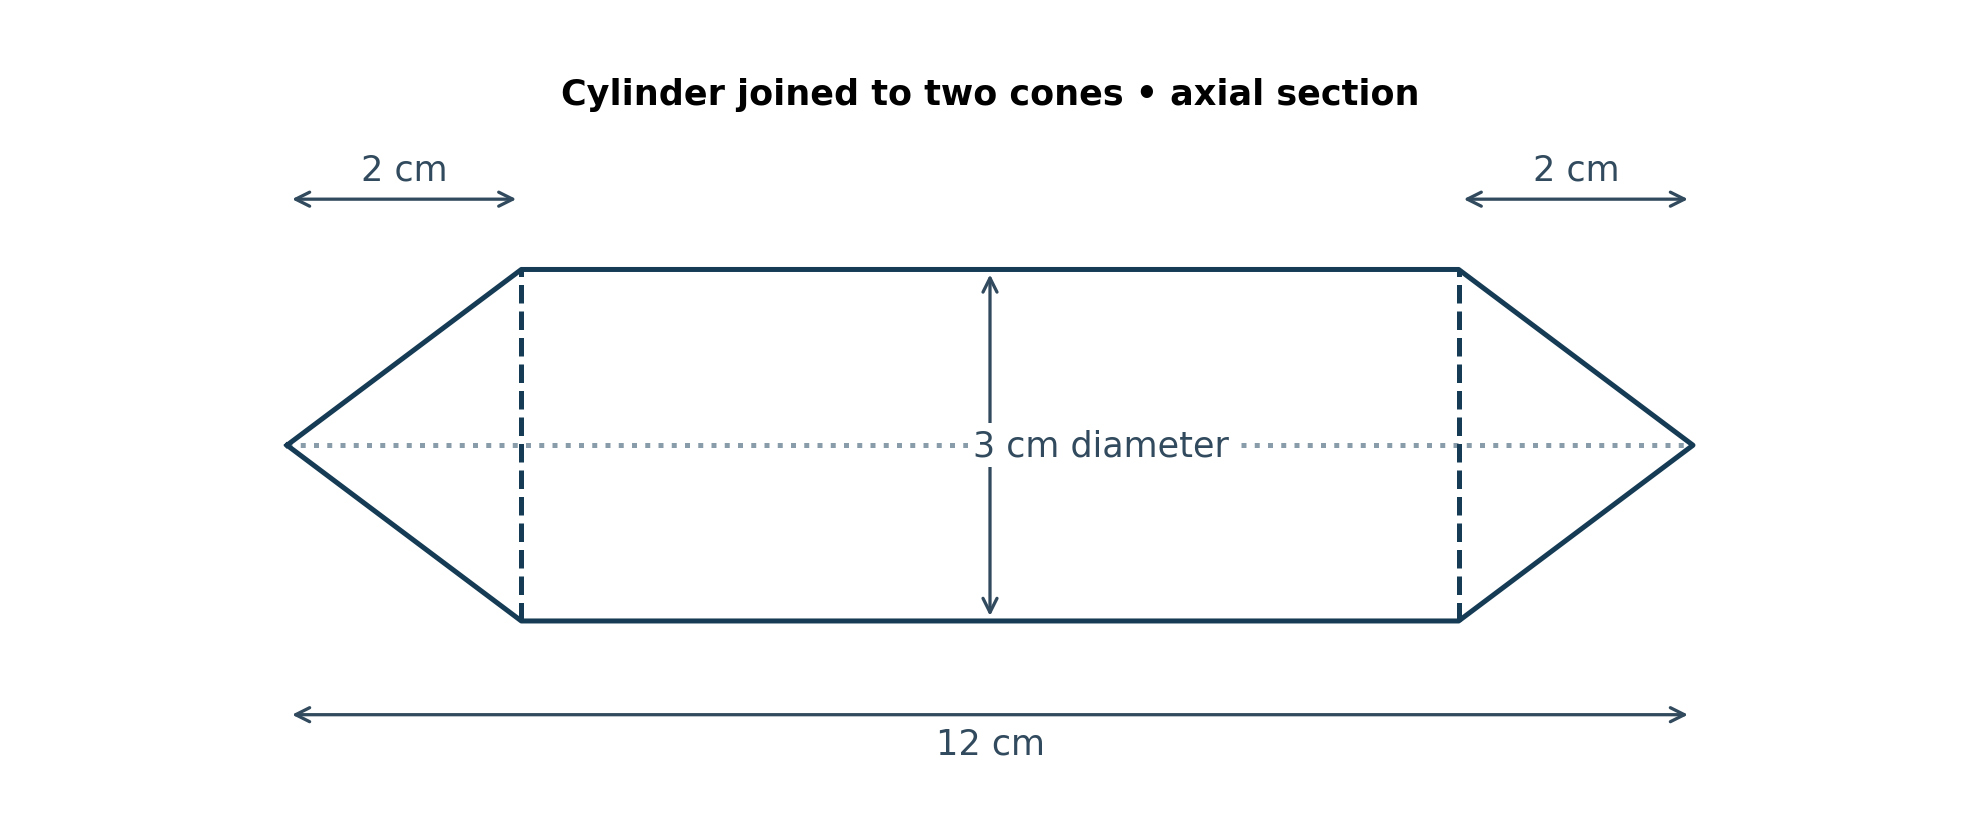 Cylinder joined to two cones • axial section
2 cm
2 cm
3 cm diameter
12 cm